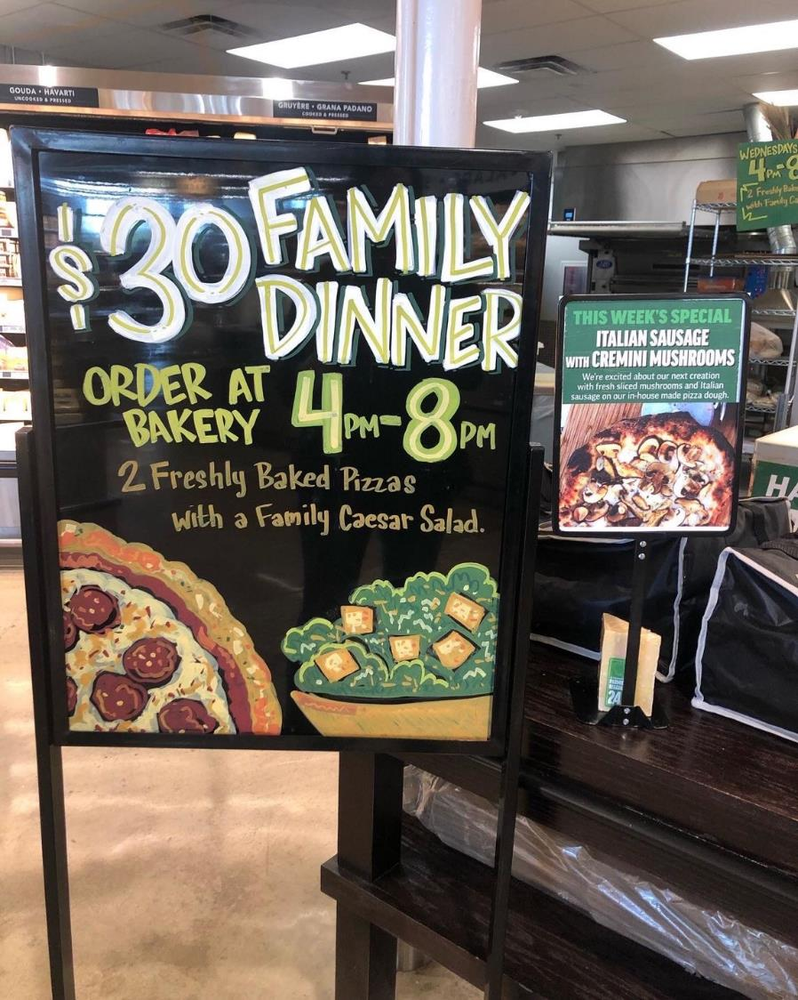 GOUDA • HAVARTI
UNCOOKED & PRESSED
GRUYÈRE • GRANA PADANO
COOKED & PRESSED
$30 FAMILY
DINNER
ORDER AT
BAKERY
4PM-8PM
2 Freshly Baked Pizzas
with a Family Caesar Salad.
WEDNESDAYS
4PM-8
2 Freshly Bake
with Family Ca
THIS WEEK'S SPECIAL
ITALIAN SAUSAGE
WITH CREMINI MUSHROOMS
We're excited about our next creation
with fresh sliced mushrooms and Italian
sausage on our in-house made pizza dough.
HA
24